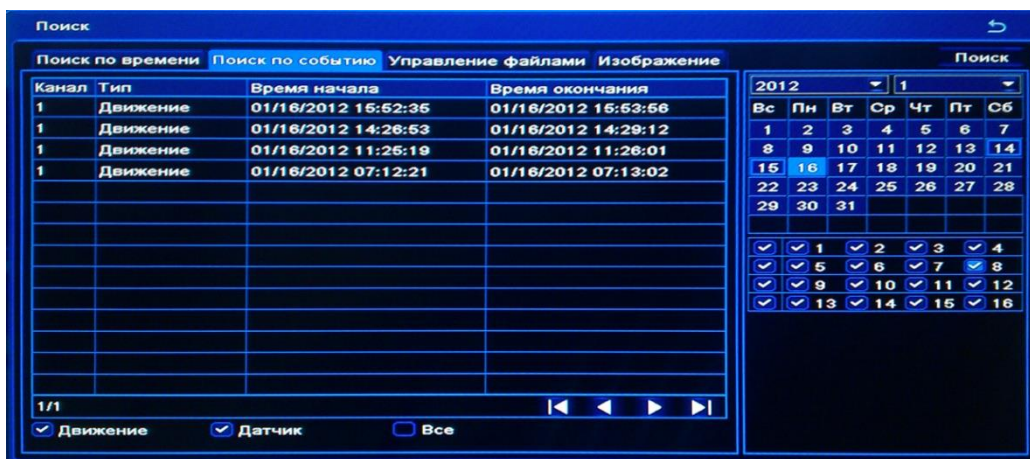 Поиск
Поиск по времени Поиск по событию Управление файлами Изображение
Поиск
Канал Тип Время начала Время окончания
1 Движение 01/16/2012 15:52:35 01/16/2012 15:53:56
1 Движение 01/16/2012 14:26:53 01/16/2012 14:29:12
1 Движение 01/16/2012 11:25:19 01/16/2012 11:26:01
1 Движение 01/16/2012 07:12:21 01/16/2012 07:13:02
1/1
Движение Датчик Все
2012 1
Вс Пн Вт Ср Чт Пт Сб
1 2 3 4 5 6 7
8 9 10 11 12 13 14
15 16 17 18 19 20 21
22 23 24 25 26 27 28
29 30 31
1 2 3 4
5 6 7 8
9 10 11 12
13 14 15 16